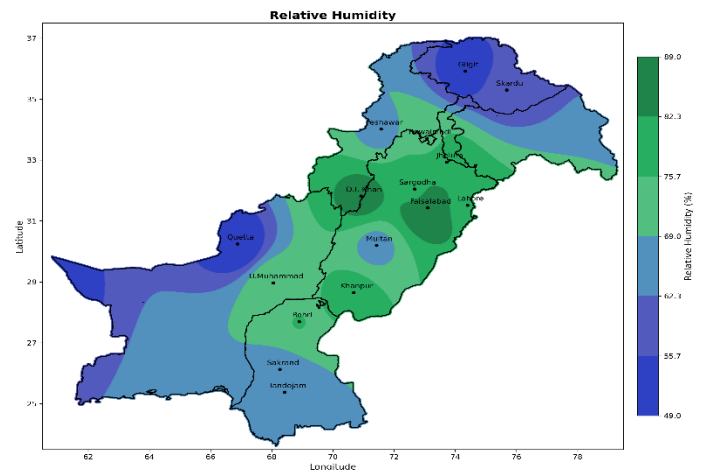 Relative Humidity
37
35
33
31
29
27
25
Latitude
62
64
66
68
70
72
74
76
78
Longitude
Gilgit
Skardu
Peshawar
Rawalpindi
Jhelum
D.I. Khan
Sargodha
Faisalabad
Lahore
Quetta
Multan
U.Muhammad
Khanpur
Rohri
Sakrand
Tandojam
89.0
82.3
75.7
69.0
62.3
55.7
49.0
Relative Humidity (%)